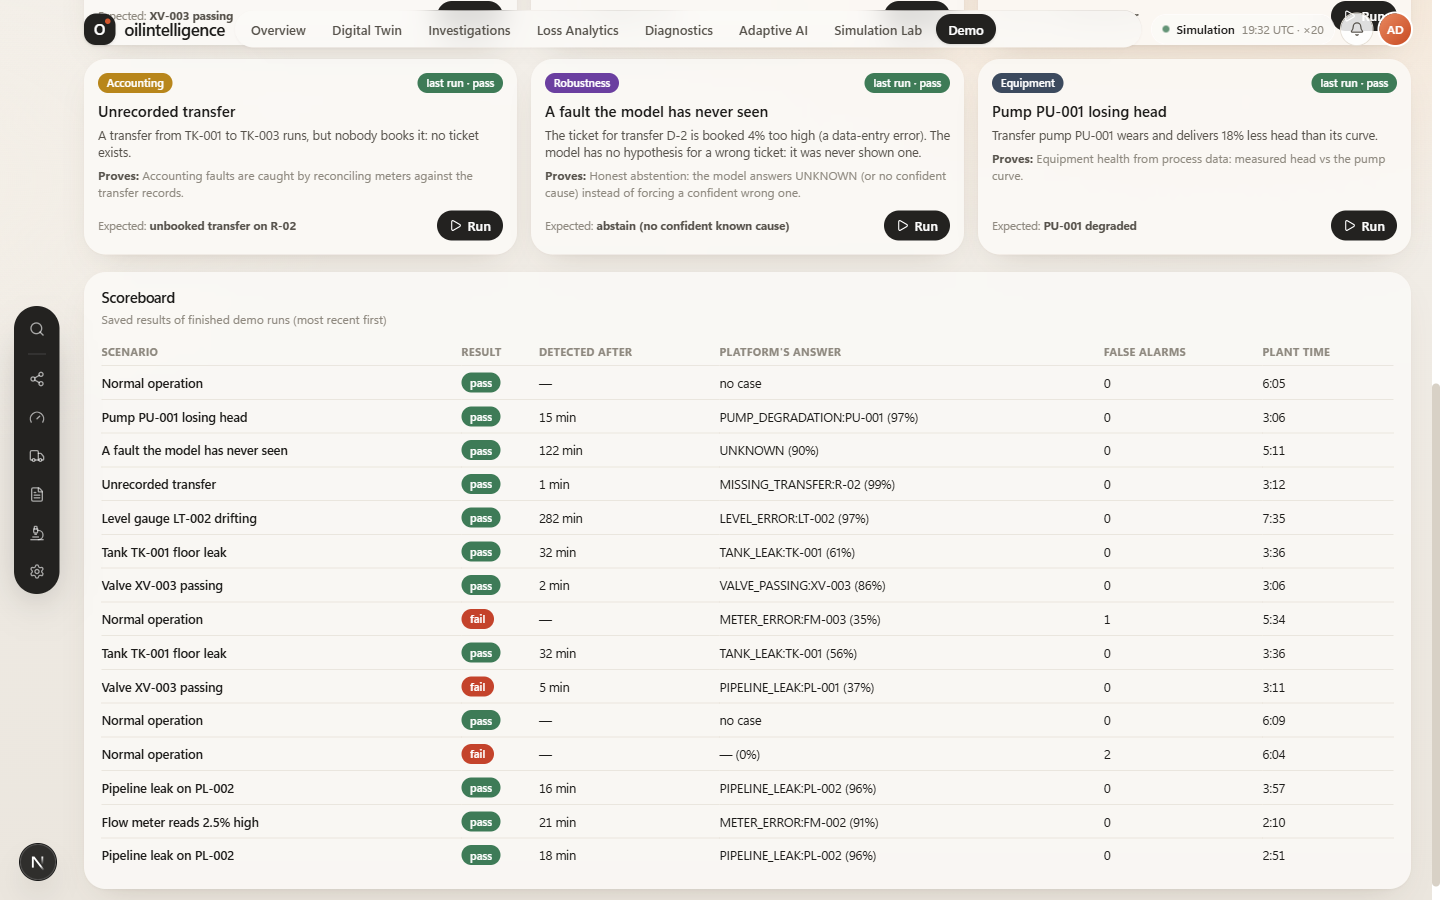 Expected: XV-003 passing
Run
oilintelligence
Overview
Digital Twin
Investigations
Loss Analytics
Diagnostics
Adaptive AI
Simulation Lab
Demo
Simulation 19:32 UTC · ×20
AD
Accounting
last run · pass
Unrecorded transfer
A transfer from TK-001 to TK-003 runs, but nobody books it: no ticket
exists.
Proves: Accounting faults are caught by reconciling meters against the
transfer records.
Expected: unbooked transfer on R-02
Run
Robustness
last run · pass
A fault the model has never seen
The ticket for transfer D-2 is booked 4% too high (a data-entry error). The
model has no hypothesis for a wrong ticket: it was never shown one.
Proves: Honest abstention: the model answers UNKNOWN (or no confident
cause) instead of forcing a confident wrong one.
Expected: abstain (no confident known cause)
Run
Equipment
last run · pass
Pump PU-001 losing head
Transfer pump PU-001 wears and delivers 18% less head than its curve.
Proves: Equipment health from process data: measured head vs the pump
curve.
Expected: PU-001 degraded
Run
Scoreboard
Saved results of finished demo runs (most recent first)
SCENARIO RESULT DETECTED AFTER PLATFORM'S ANSWER FALSE ALARMS PLANT TIME
Normal operation pass — no case 0 6:05
Pump PU-001 losing head pass 15 min PUMP_DEGRADATION:PU-001 (97%) 0 3:06
A fault the model has never seen pass 122 min UNKNOWN (90%) 0 5:11
Unrecorded transfer pass 1 min MISSING_TRANSFER:R-02 (99%) 0 3:12
Level gauge LT-002 drifting pass 282 min LEVEL_ERROR:LT-002 (97%) 0 7:35
Tank TK-001 floor leak pass 32 min TANK_LEAK:TK-001 (61%) 0 3:36
Valve XV-003 passing pass 2 min VALVE_PASSING:XV-003 (86%) 0 3:06
Normal operation fail — METER_ERROR:FM-003 (35%) 1 5:34
Tank TK-001 floor leak pass 32 min TANK_LEAK:TK-001 (56%) 0 3:36
Valve XV-003 passing fail 5 min PIPELINE_LEAK:PL-001 (37%) 0 3:11
Normal operation pass — no case 0 6:09
Normal operation fail — — (0%) 2 6:04
Pipeline leak on PL-002 pass 16 min PIPELINE_LEAK:PL-002 (96%) 0 3:57
Flow meter reads 2.5% high pass 21 min METER_ERROR:FM-002 (91%) 0 2:10
Pipeline leak on PL-002 pass 18 min PIPELINE_LEAK:PL-002 (96%) 0 2:51
N